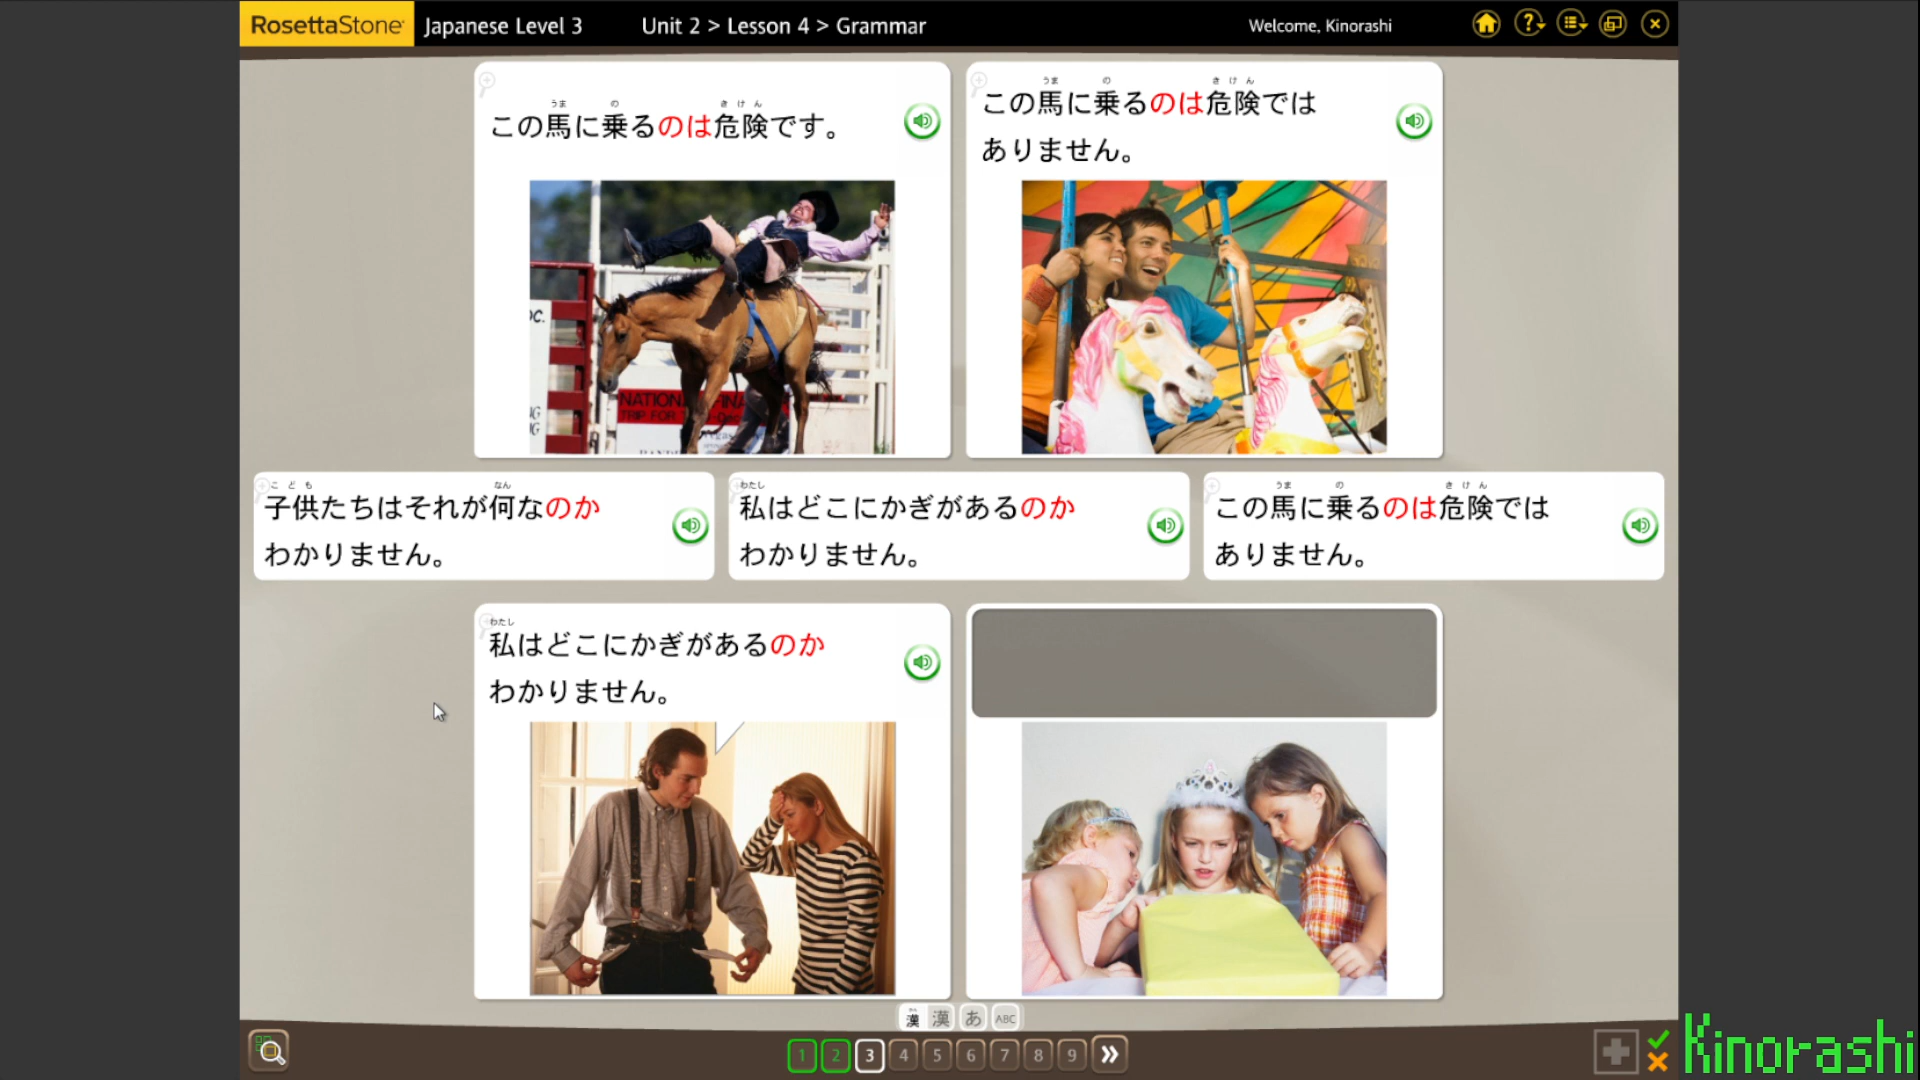 RosettaStone
Japanese Level 3
Unit 2 > Lesson 4 > Grammar
Welcome, Kinorashi
うま の きけん
この馬に乗るのは危険です。
うま の きけん
この馬に乗るのは危険では
ありません。
DC.
NATIONAL FINA
こども なん
子供たちはそれが何なのか
わかりません。
わたし
私はどこにかぎがあるのか
わかりません。
うま の きけん
この馬に乗るのは危険では
ありません。
わたし
私はどこにかぎがあるのか
わかりません。
漢 漢 あ ABC
1 2 3 4 5 6 7 8 9
Kinorashi